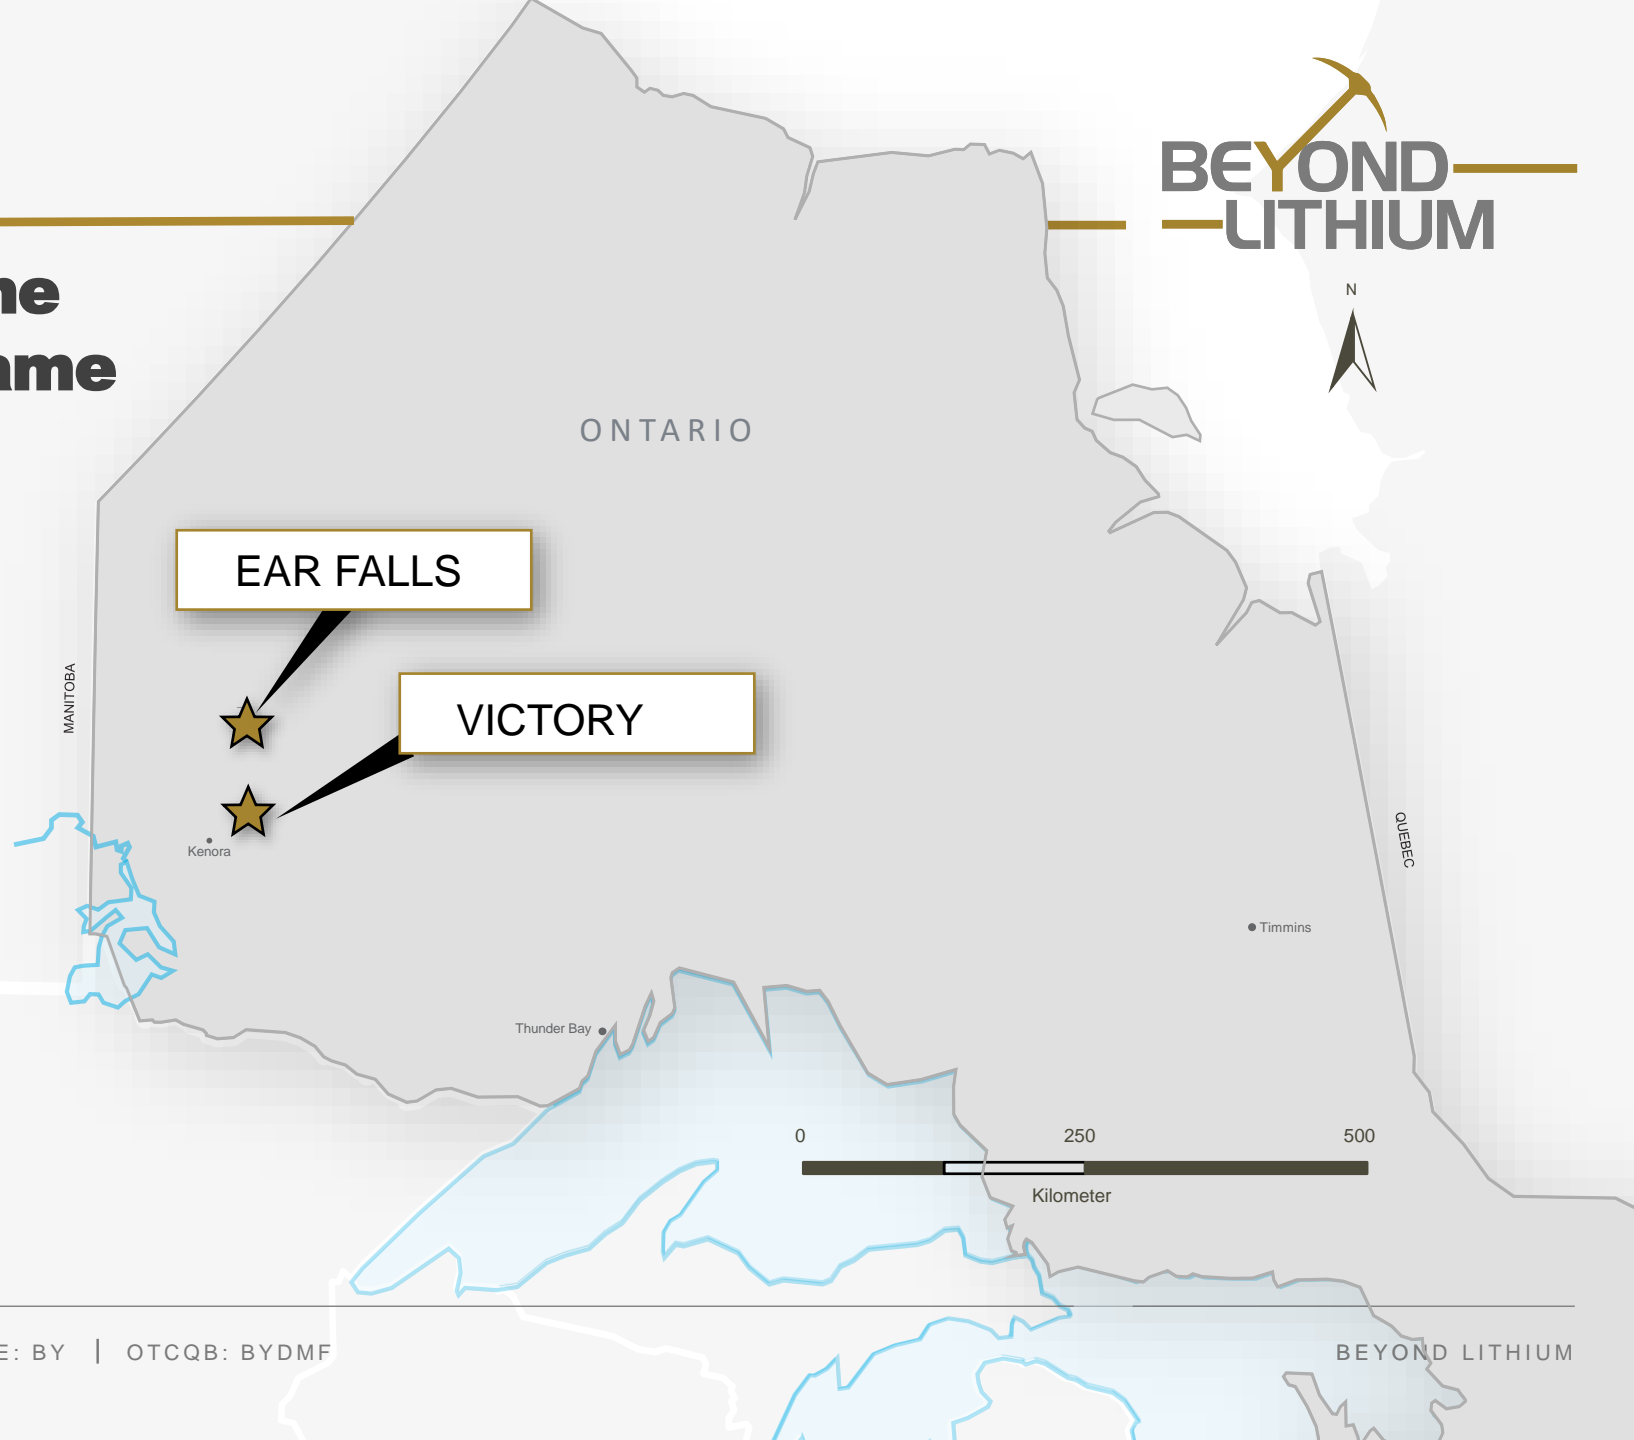 BEYOND
LITHIUM
N
ame
ONTARIO
EAR FALLS
MANITOBA
VICTORY
Kenora
QUEBEC
Timmins
Thunder Bay
0 250 500
Kilometer
E: BY | OTCQB: BYDMF
BEYOND LITHIUM